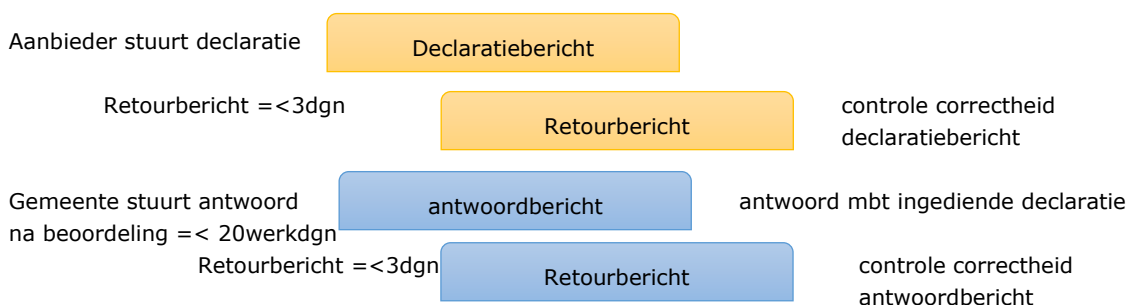 Aanbieder stuurt declaratie
Declaratiebericht
Retourbericht =<3dgn
Retourbericht
controle correctheid
declaratiebericht
Gemeente stuurt antwoord
na beoordeling =< 20werkdgn
antwoordbericht
antwoord mbt ingediende declaratie
Retourbericht =<3dgn
Retourbericht
controle correctheid
antwoordbericht